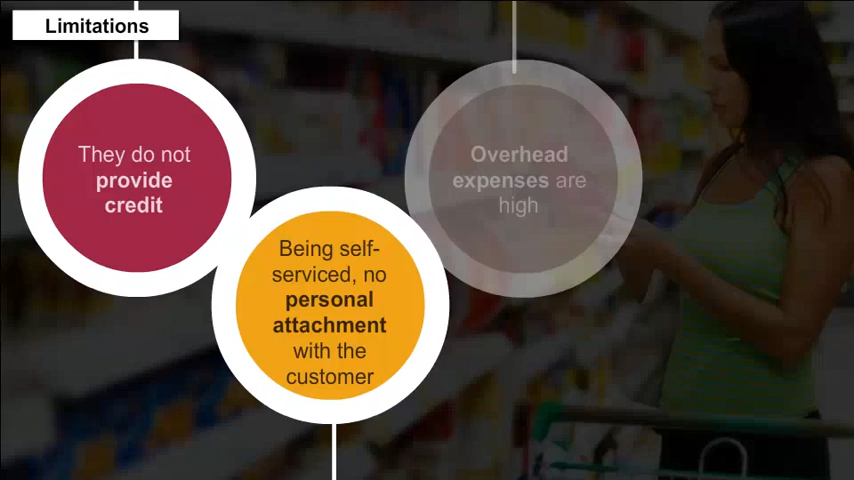 Limitations
They do not
provide
credit
Being self-
serviced, no
personal
attachment
with the
customer
Overhead
expenses are
high